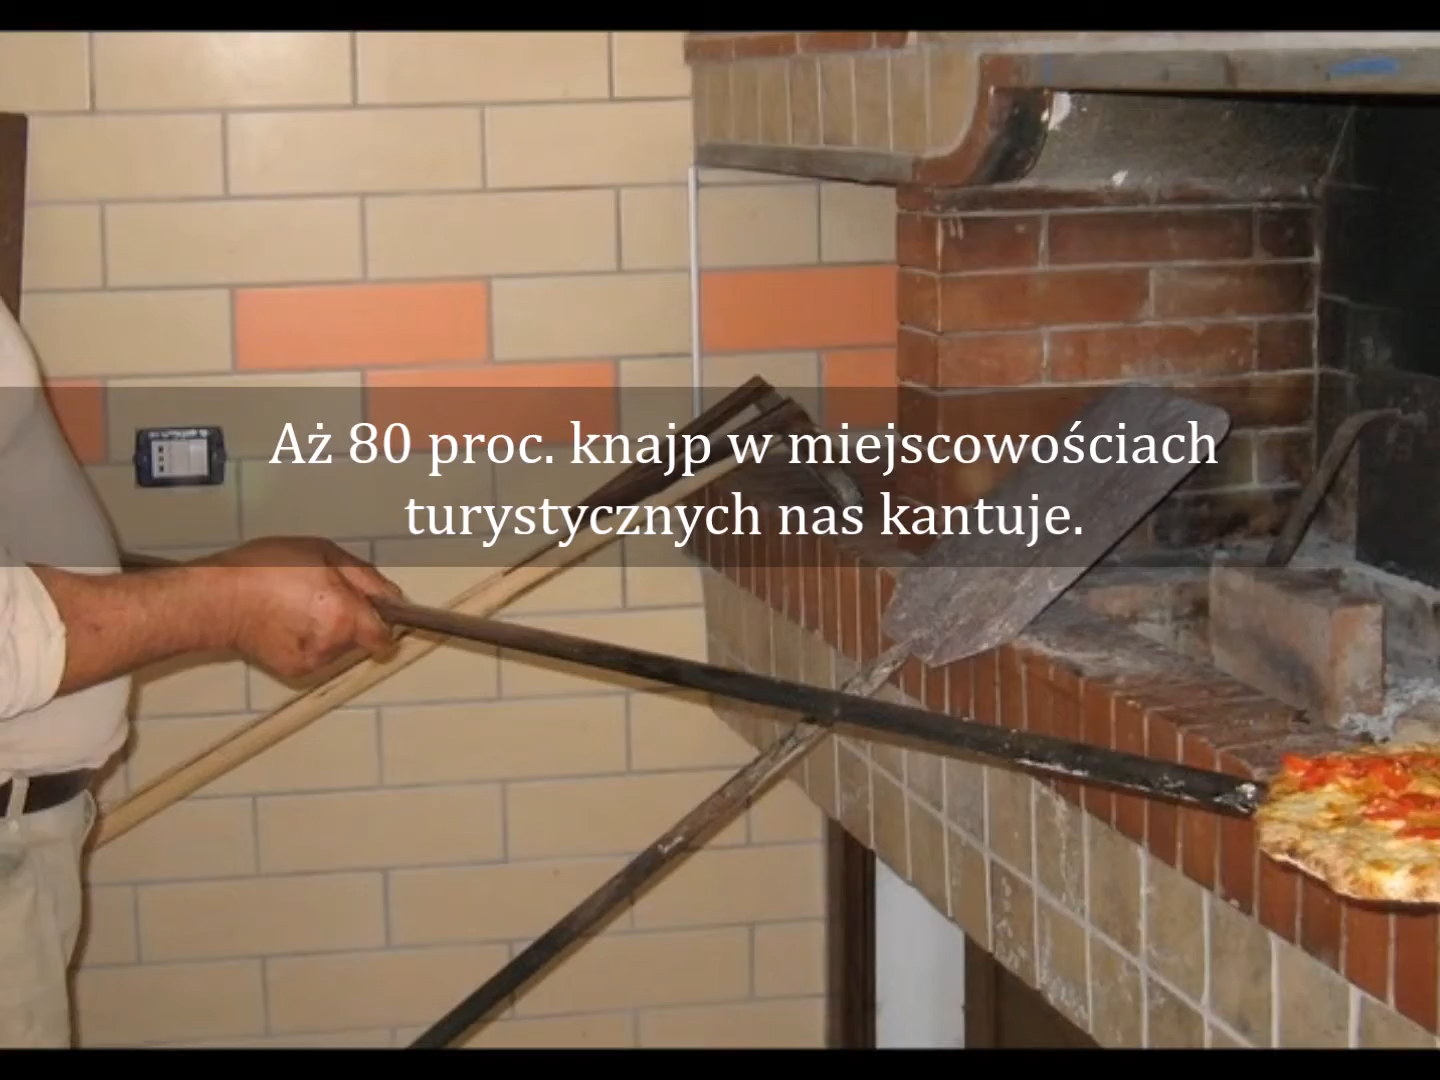 Aż 80 proc. knajp w miejscowościach
turystycznych nas kantuje.